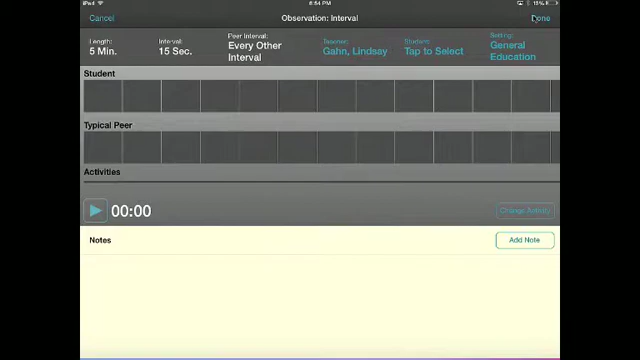 iPad 6:54 PM 15%
Cancel Observation: Interval Done
Length: Interval: Peer Interval: Teacher: Student: Setting:
5 Min. 15 Sec. Every Other Interval Gahn, Lindsay Tap to Select General Education
Student
Typical Peer
Activities
00:00 Change Activity
Notes Add Note